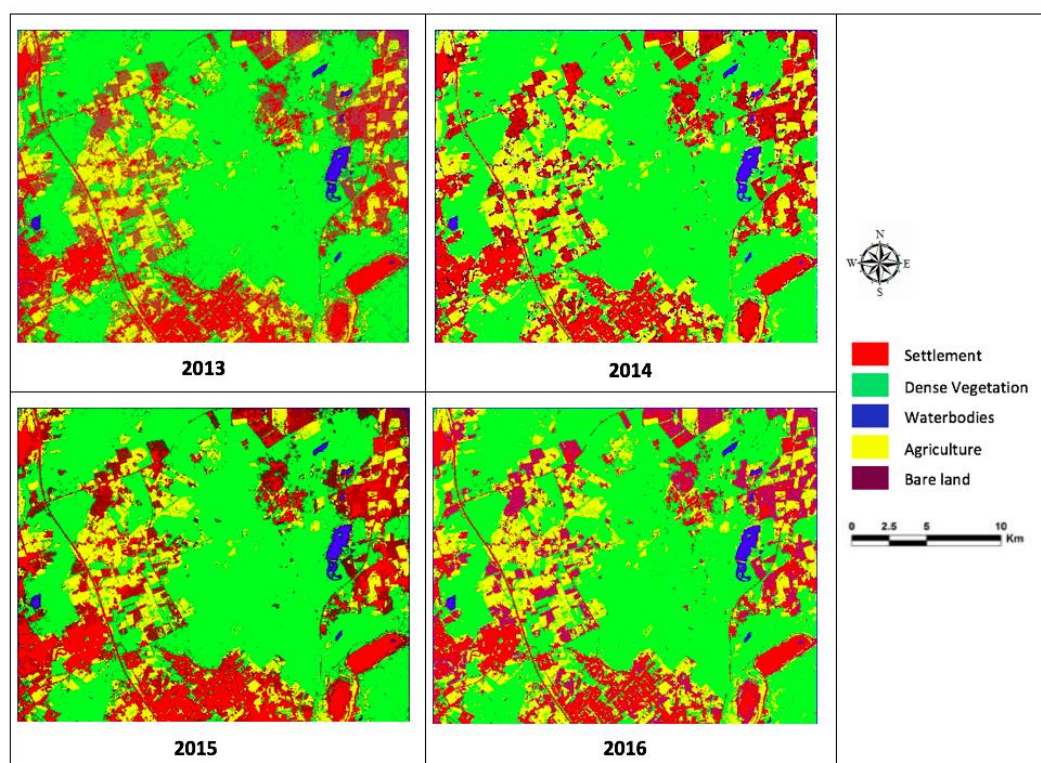 2013
2014
2015
2016
N
W E
S
Settlement
Dense Vegetation
Waterbodies
Agriculture
Bare land
0 2.5 5 10
Km